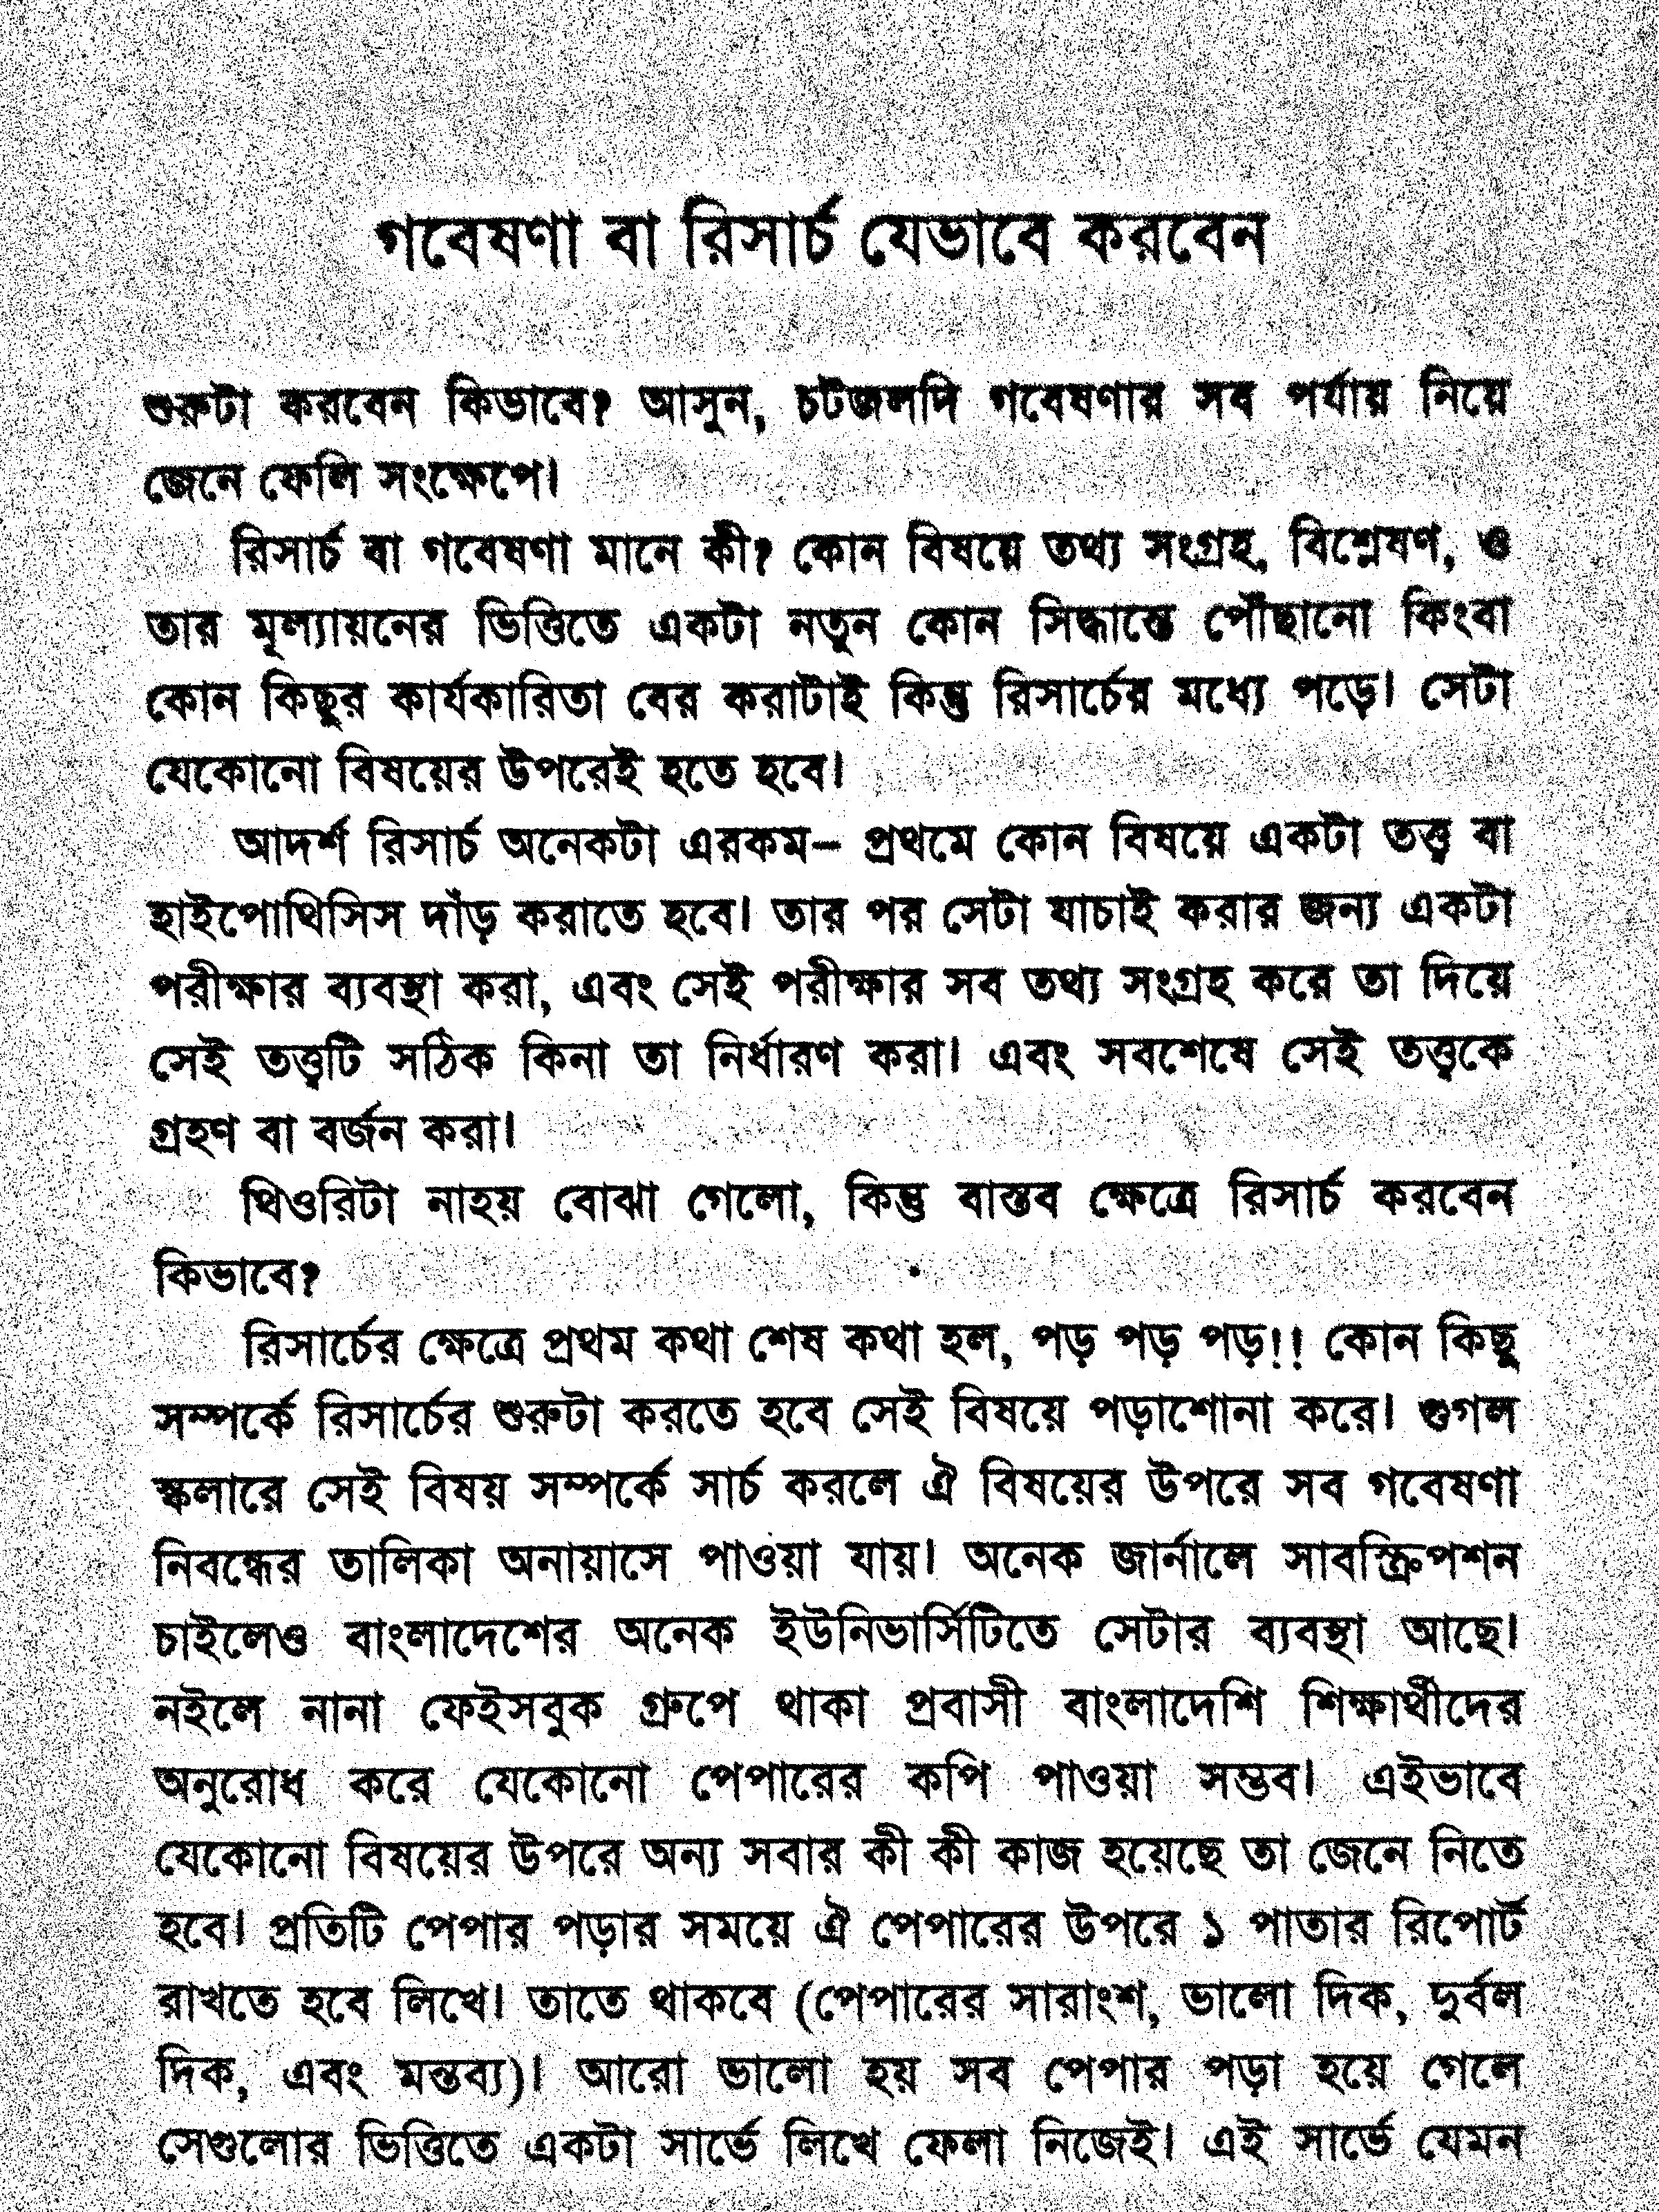 গবেষণা বা রিসার্চ যেভাবে করবেন
শুরুটা করবেন কিভাবে? আসুন, চটজলদি গবেষণার সব পর্যায় নিয়ে
জেনে ফেলি সংক্ষেপে।
রিসার্চ বা গবেষণা মানে কী? কোন বিষয়ে তথ্য সংগ্রহ, বিশ্লেষণ, ও
তার মূল্যায়নের ভিত্তিতে একটা নতুন কোন সিদ্ধান্তে পৌঁছানো কিংবা
কোন কিছুর কার্যকারিতা বের করাটাই কিন্তু রিসার্চের মধ্যে পড়ে। সেটা
যেকোনো বিষয়ের উপরেই হতে হবে।
আদর্শ রিসার্চ অনেকটা এরকম– প্রথমে কোন বিষয়ে একটা তত্ত্ব বা
হাইপোথিসিস দাঁড় করাতে হবে। তার পর সেটা যাচাই করার জন্য একটা
পরীক্ষার ব্যবস্থা করা, এবং সেই পরীক্ষার সব তথ্য সংগ্রহ করে তা দিয়ে
সেই তত্ত্বটি সঠিক কিনা তা নির্ধারণ করা। এবং সবশেষে সেই তত্ত্বকে
গ্রহণ বা বর্জন করা।
থিওরিটা নাহয় বোঝা গেলো, কিন্তু বাস্তব ক্ষেত্রে রিসার্চ করবেন
কিভাবে?
রিসার্চের ক্ষেত্রে প্রথম কথা শেষ কথা হল, পড় পড় পড়!! কোন কিছু
সম্পর্কে রিসার্চের শুরুটা করতে হবে সেই বিষয়ে পড়াশোনা করে। গুগল
স্কলারে সেই বিষয় সম্পর্কে সার্চ করলে ঐ বিষয়ের উপরে সব গবেষণা
নিবন্ধের তালিকা অনায়াসে পাওয়া যায়। অনেক জার্নালে সাবস্ক্রিপশন
চাইলেও বাংলাদেশের অনেক ইউনিভার্সিটিতে সেটার ব্যবস্থা আছে।
নইলে নানা ফেইসবুক গ্রুপে থাকা প্রবাসী বাংলাদেশি শিক্ষার্থীদের
অনুরোধ করে যেকোনো পেপারের কপি পাওয়া সম্ভব। এইভাবে
যেকোনো বিষয়ের উপরে অন্য সবার কী কী কাজ হয়েছে তা জেনে নিতে
হবে। প্রতিটি পেপার পড়ার সময়ে ঐ পেপারের উপরে ১ পাতার রিপোর্ট
রাখতে হবে লিখে। তাতে থাকবে (পেপারের সারাংশ, ভালো দিক, দুর্বল
দিক, এবং মন্তব্য)। আরো ভালো হয় সব পেপার পড়া হয়ে গেলে
সেগুলোর ভিত্তিতে একটা সার্ভে লিখে ফেলা নিজেই। এই সার্ভে যেমন